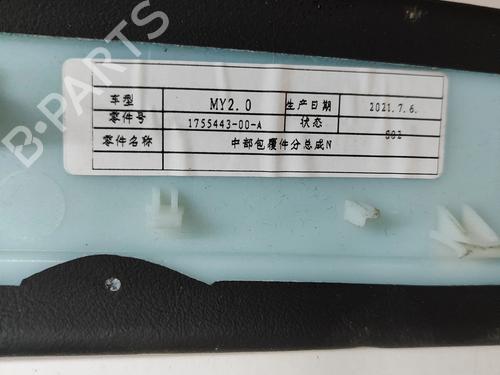 B-PARTS
车型 MY2.0 生产日期 2021.7.6.
零件号 1755443-00-A 状态 S02
零件名称 中部包覆件分总成N